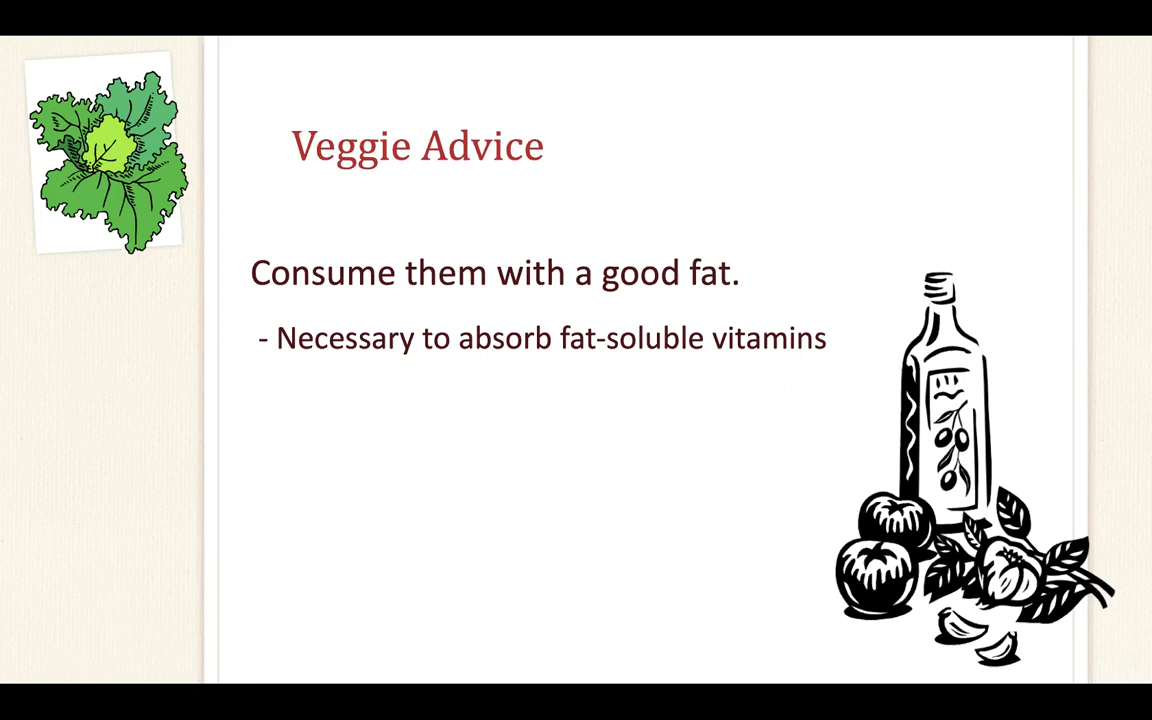 Veggie Advice
Consume them with a good fat.
- Necessary to absorb fat-soluble vitamins